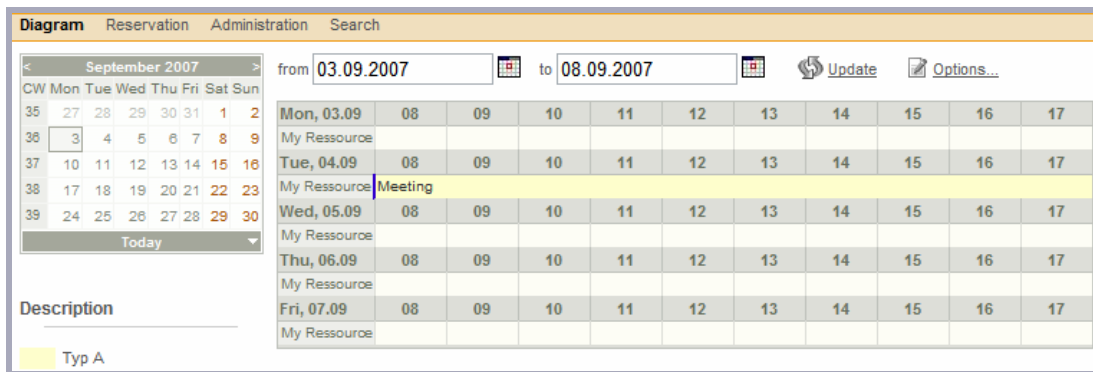 Diagram Reservation Administration Search
< September 2007 >
CW Mon Tue Wed Thu Fri Sat Sun
35 27 28 29 30 31 1 2
36 3 4 5 6 7 8 9
37 10 11 12 13 14 15 16
38 17 18 19 20 21 22 23
39 24 25 26 27 28 29 30
Today
Description
Typ A
from 03.09.2007 to 08.09.2007 Update Options...
Mon, 03.09 08 09 10 11 12 13 14 15 16 17
My Ressource
Tue, 04.09 08 09 10 11 12 13 14 15 16 17
My Ressource Meeting
Wed, 05.09 08 09 10 11 12 13 14 15 16 17
My Ressource
Thu, 06.09 08 09 10 11 12 13 14 15 16 17
My Ressource
Fri, 07.09 08 09 10 11 12 13 14 15 16 17
My Ressource